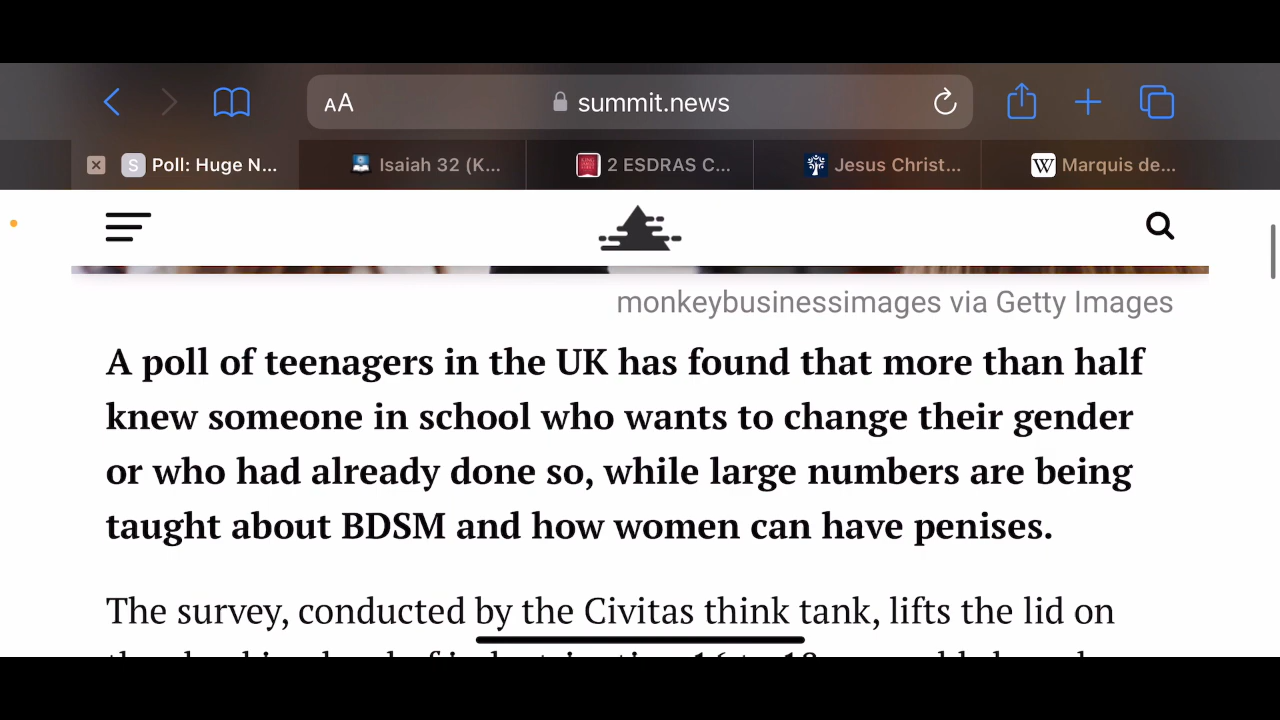 AA summit.news
S Poll: Huge N... Isaiah 32 (K... 2 ESDRAS C... Jesus Christ... W Marquis de...
monkeybusinessimages via Getty Images
A poll of teenagers in the UK has found that more than half
knew someone in school who wants to change their gender
or who had already done so, while large numbers are being
taught about BDSM and how women can have penises.
The survey, conducted by the Civitas think tank, lifts the lid on